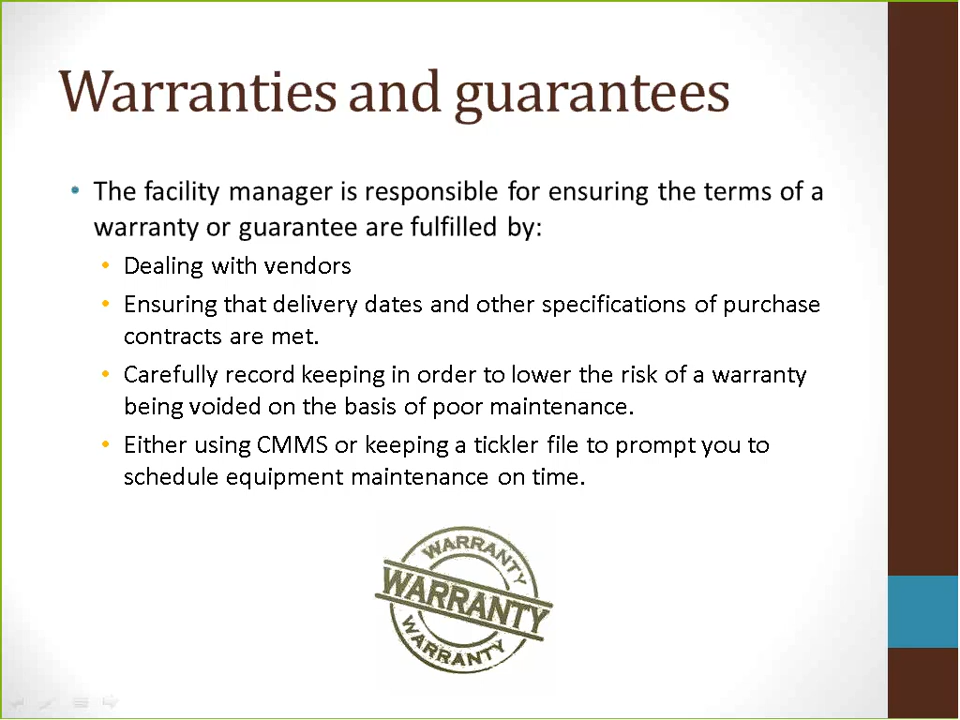 Warranties and guarantees
• The facility manager is responsible for ensuring the terms of a
warranty or guarantee are fulfilled by:
• Dealing with vendors
• Ensuring that delivery dates and other specifications of purchase
contracts are met.
• Carefully record keeping in order to lower the risk of a warranty
being voided on the basis of poor maintenance.
• Either using CMMS or keeping a tickler file to prompt you to
schedule equipment maintenance on time.
WARRANTY
WARRANTY
WARRANTY